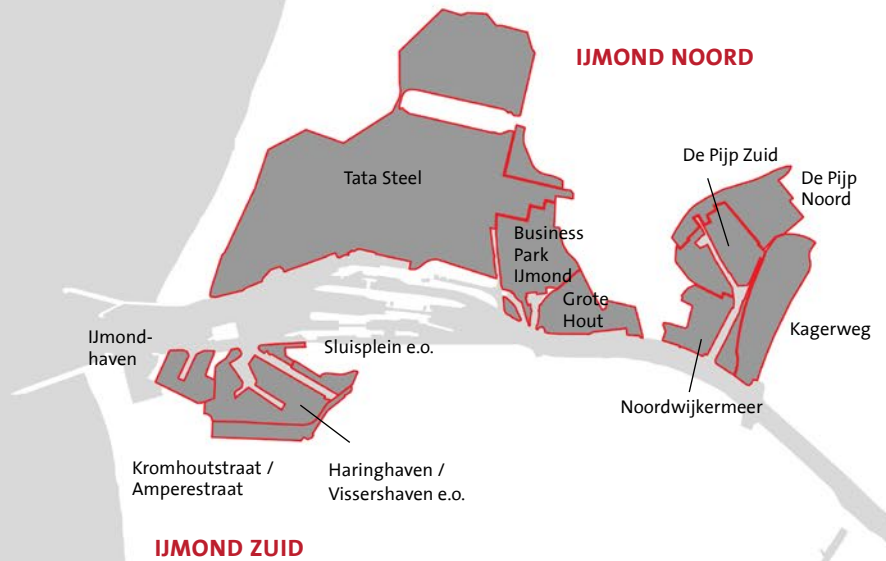 IJMOND NOORD
De Pijp Zuid
De Pijp
Noord
Tata Steel
Business
Park
IJmond
Grote
Hout
IJmond-
haven
Sluisplein e.o.
Kagerweg
Noordwijkermeer
Kromhoutstraat /
Amperestraat
Haringhaven /
Vissershaven e.o.
IJMOND ZUID